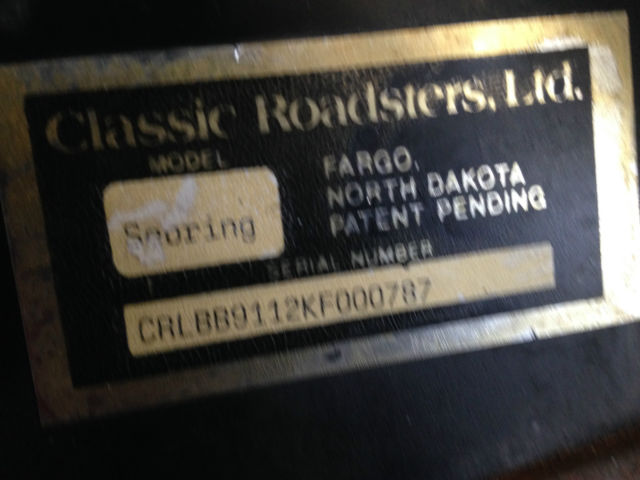 Classic Roadsters, Ltd.
MODEL
FARGO,
NORTH DAKOTA
PATENT PENDING
SERIAL NUMBER
CRLBB9112KF000787